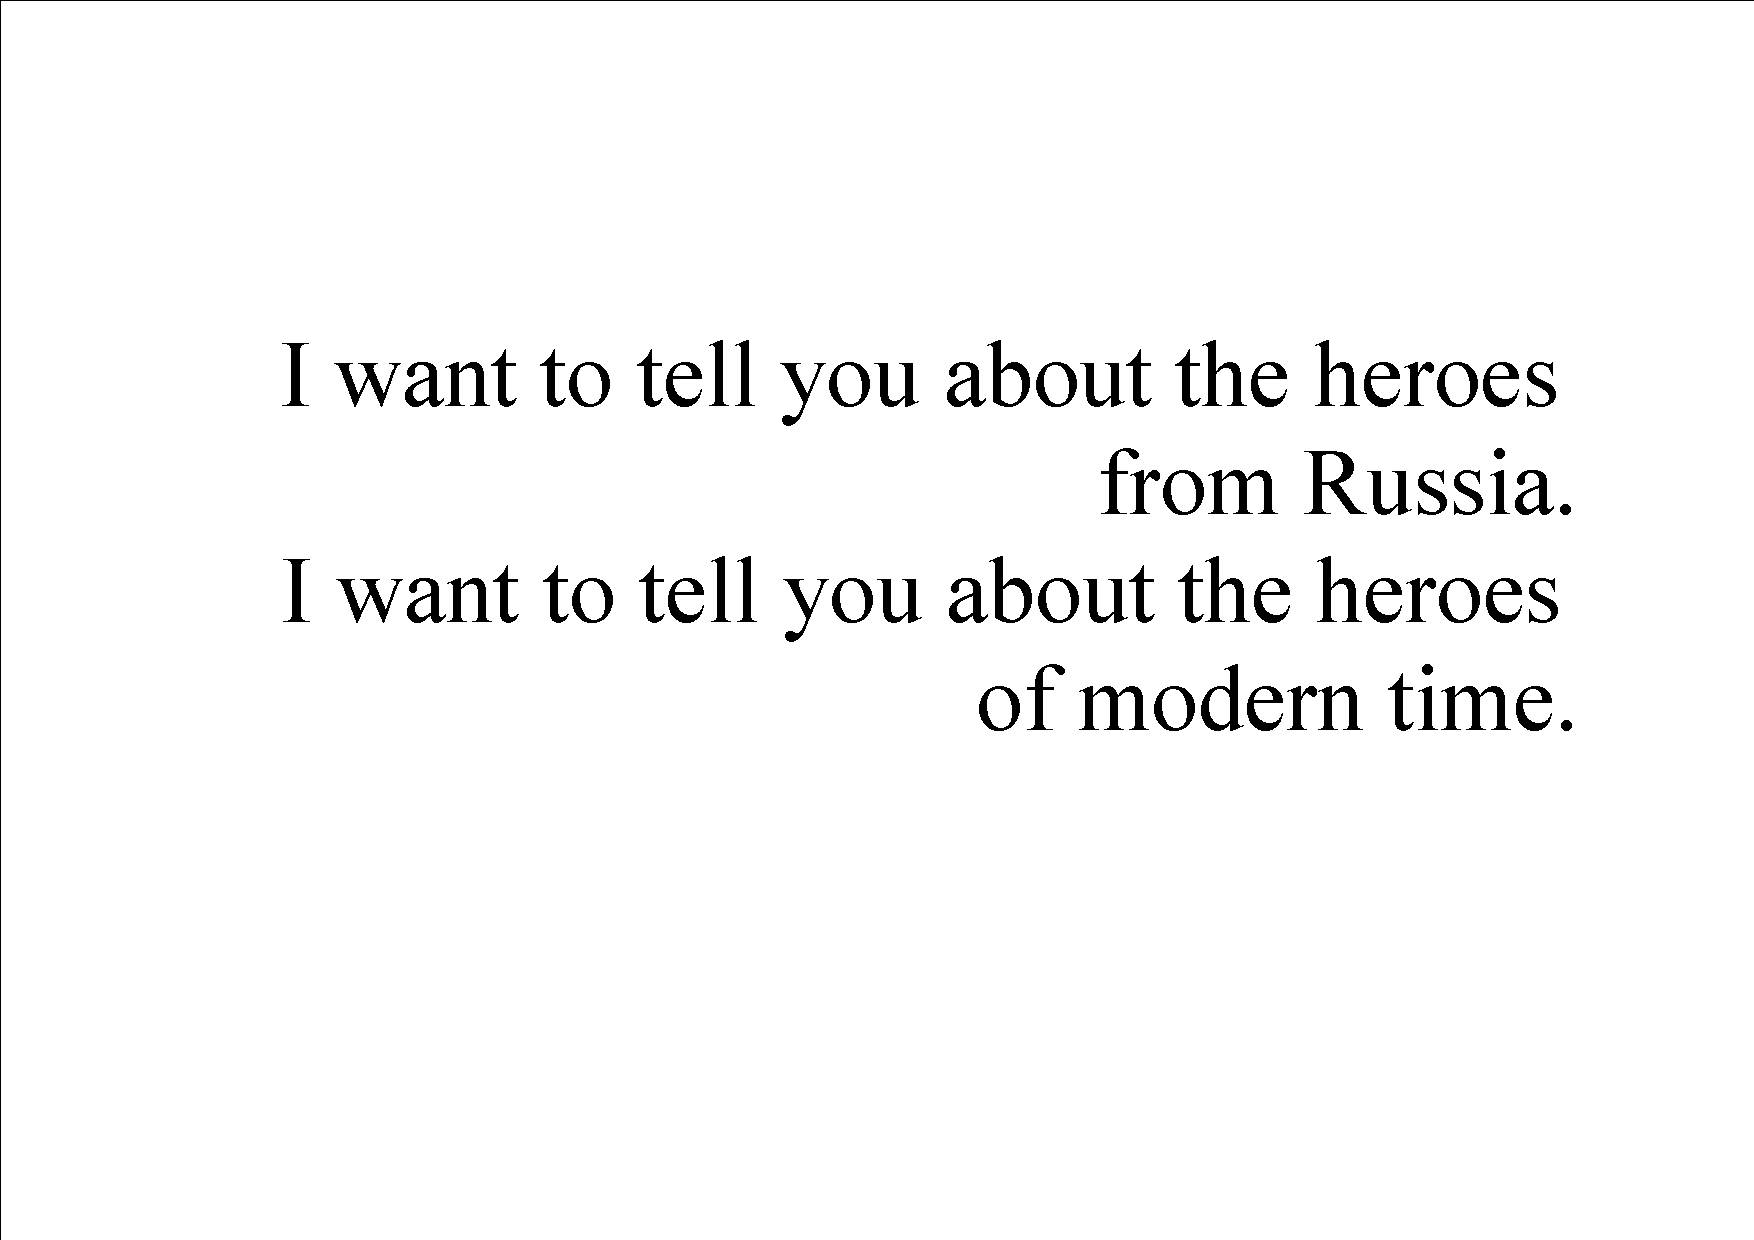 I want to tell you about the heroes
from Russia.
I want to tell you about the heroes
of modern time.